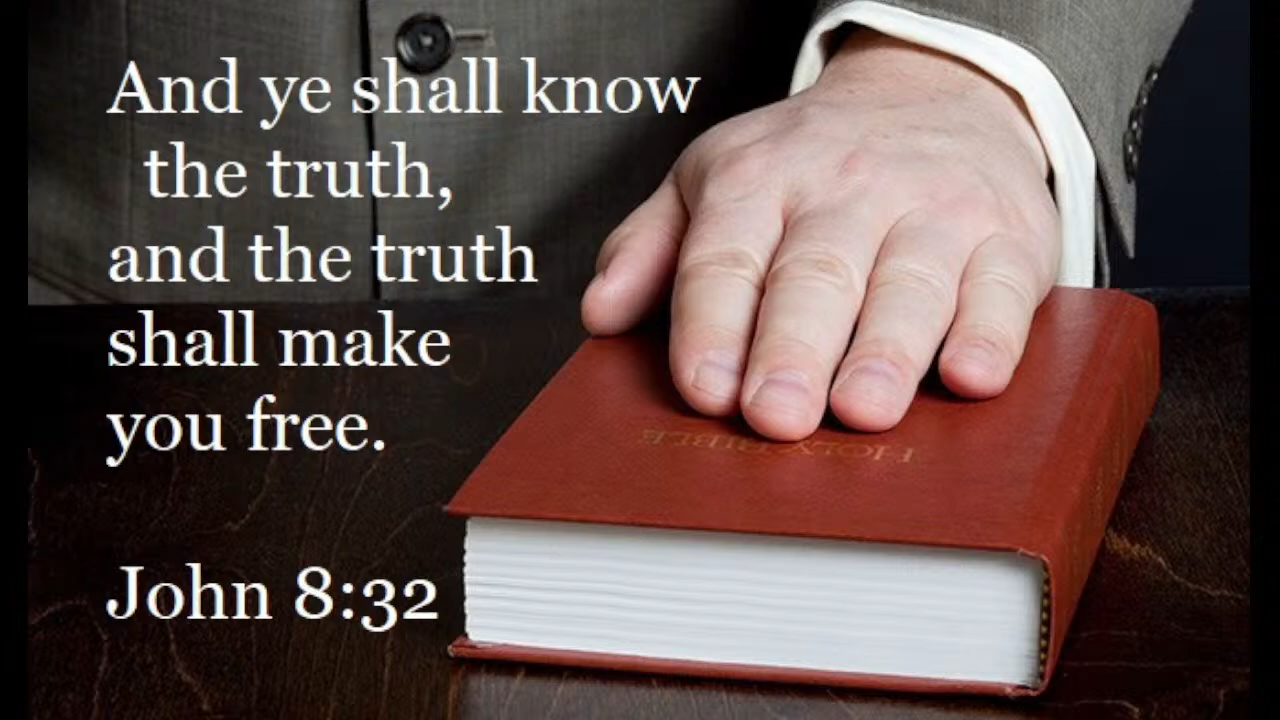 And ye shall know
the truth,
and the truth
shall make
you free.
John 8:32
HOLY BIBLE